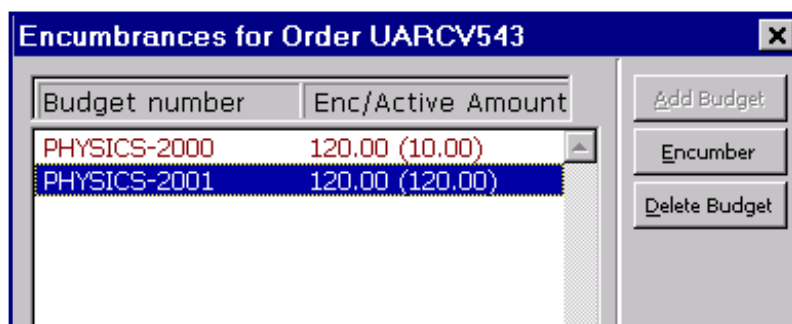 Encumbrances for Order UARCV543
Budget number Enc/Active Amount
PHYSICS-2000 120.00 (10.00)
PHYSICS-2001 120.00 (120.00)
Add Budget
Encumber
Delete Budget